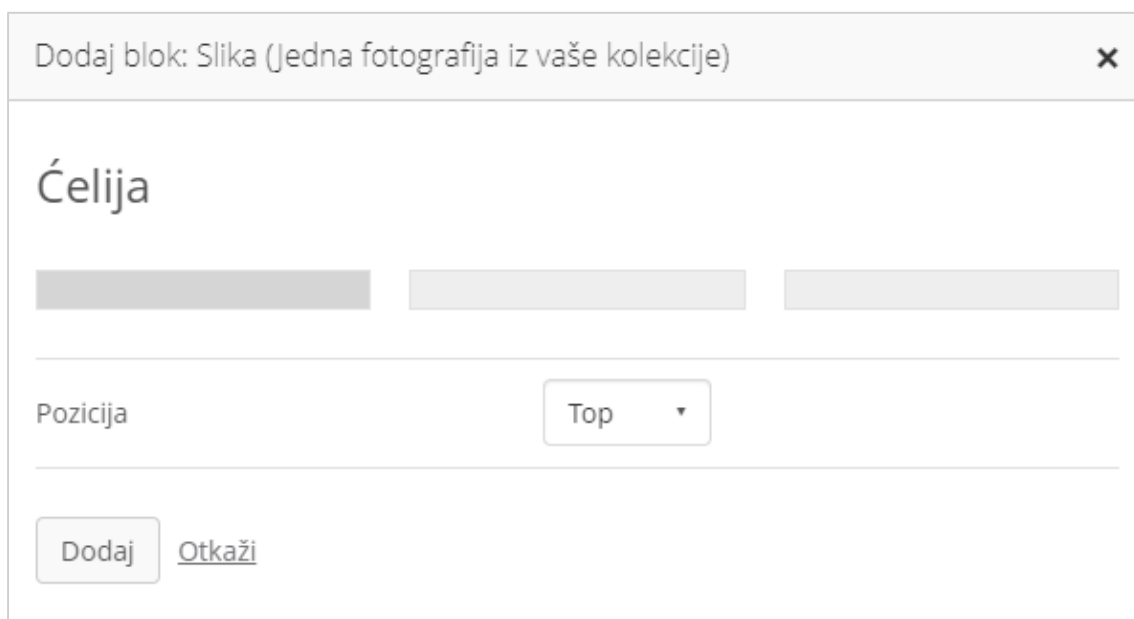 Dodaj blok: Slika (Jedna fotografija iz vaše kolekcije)
Ćelija
Pozicija
Top
Dodaj
Otkaži